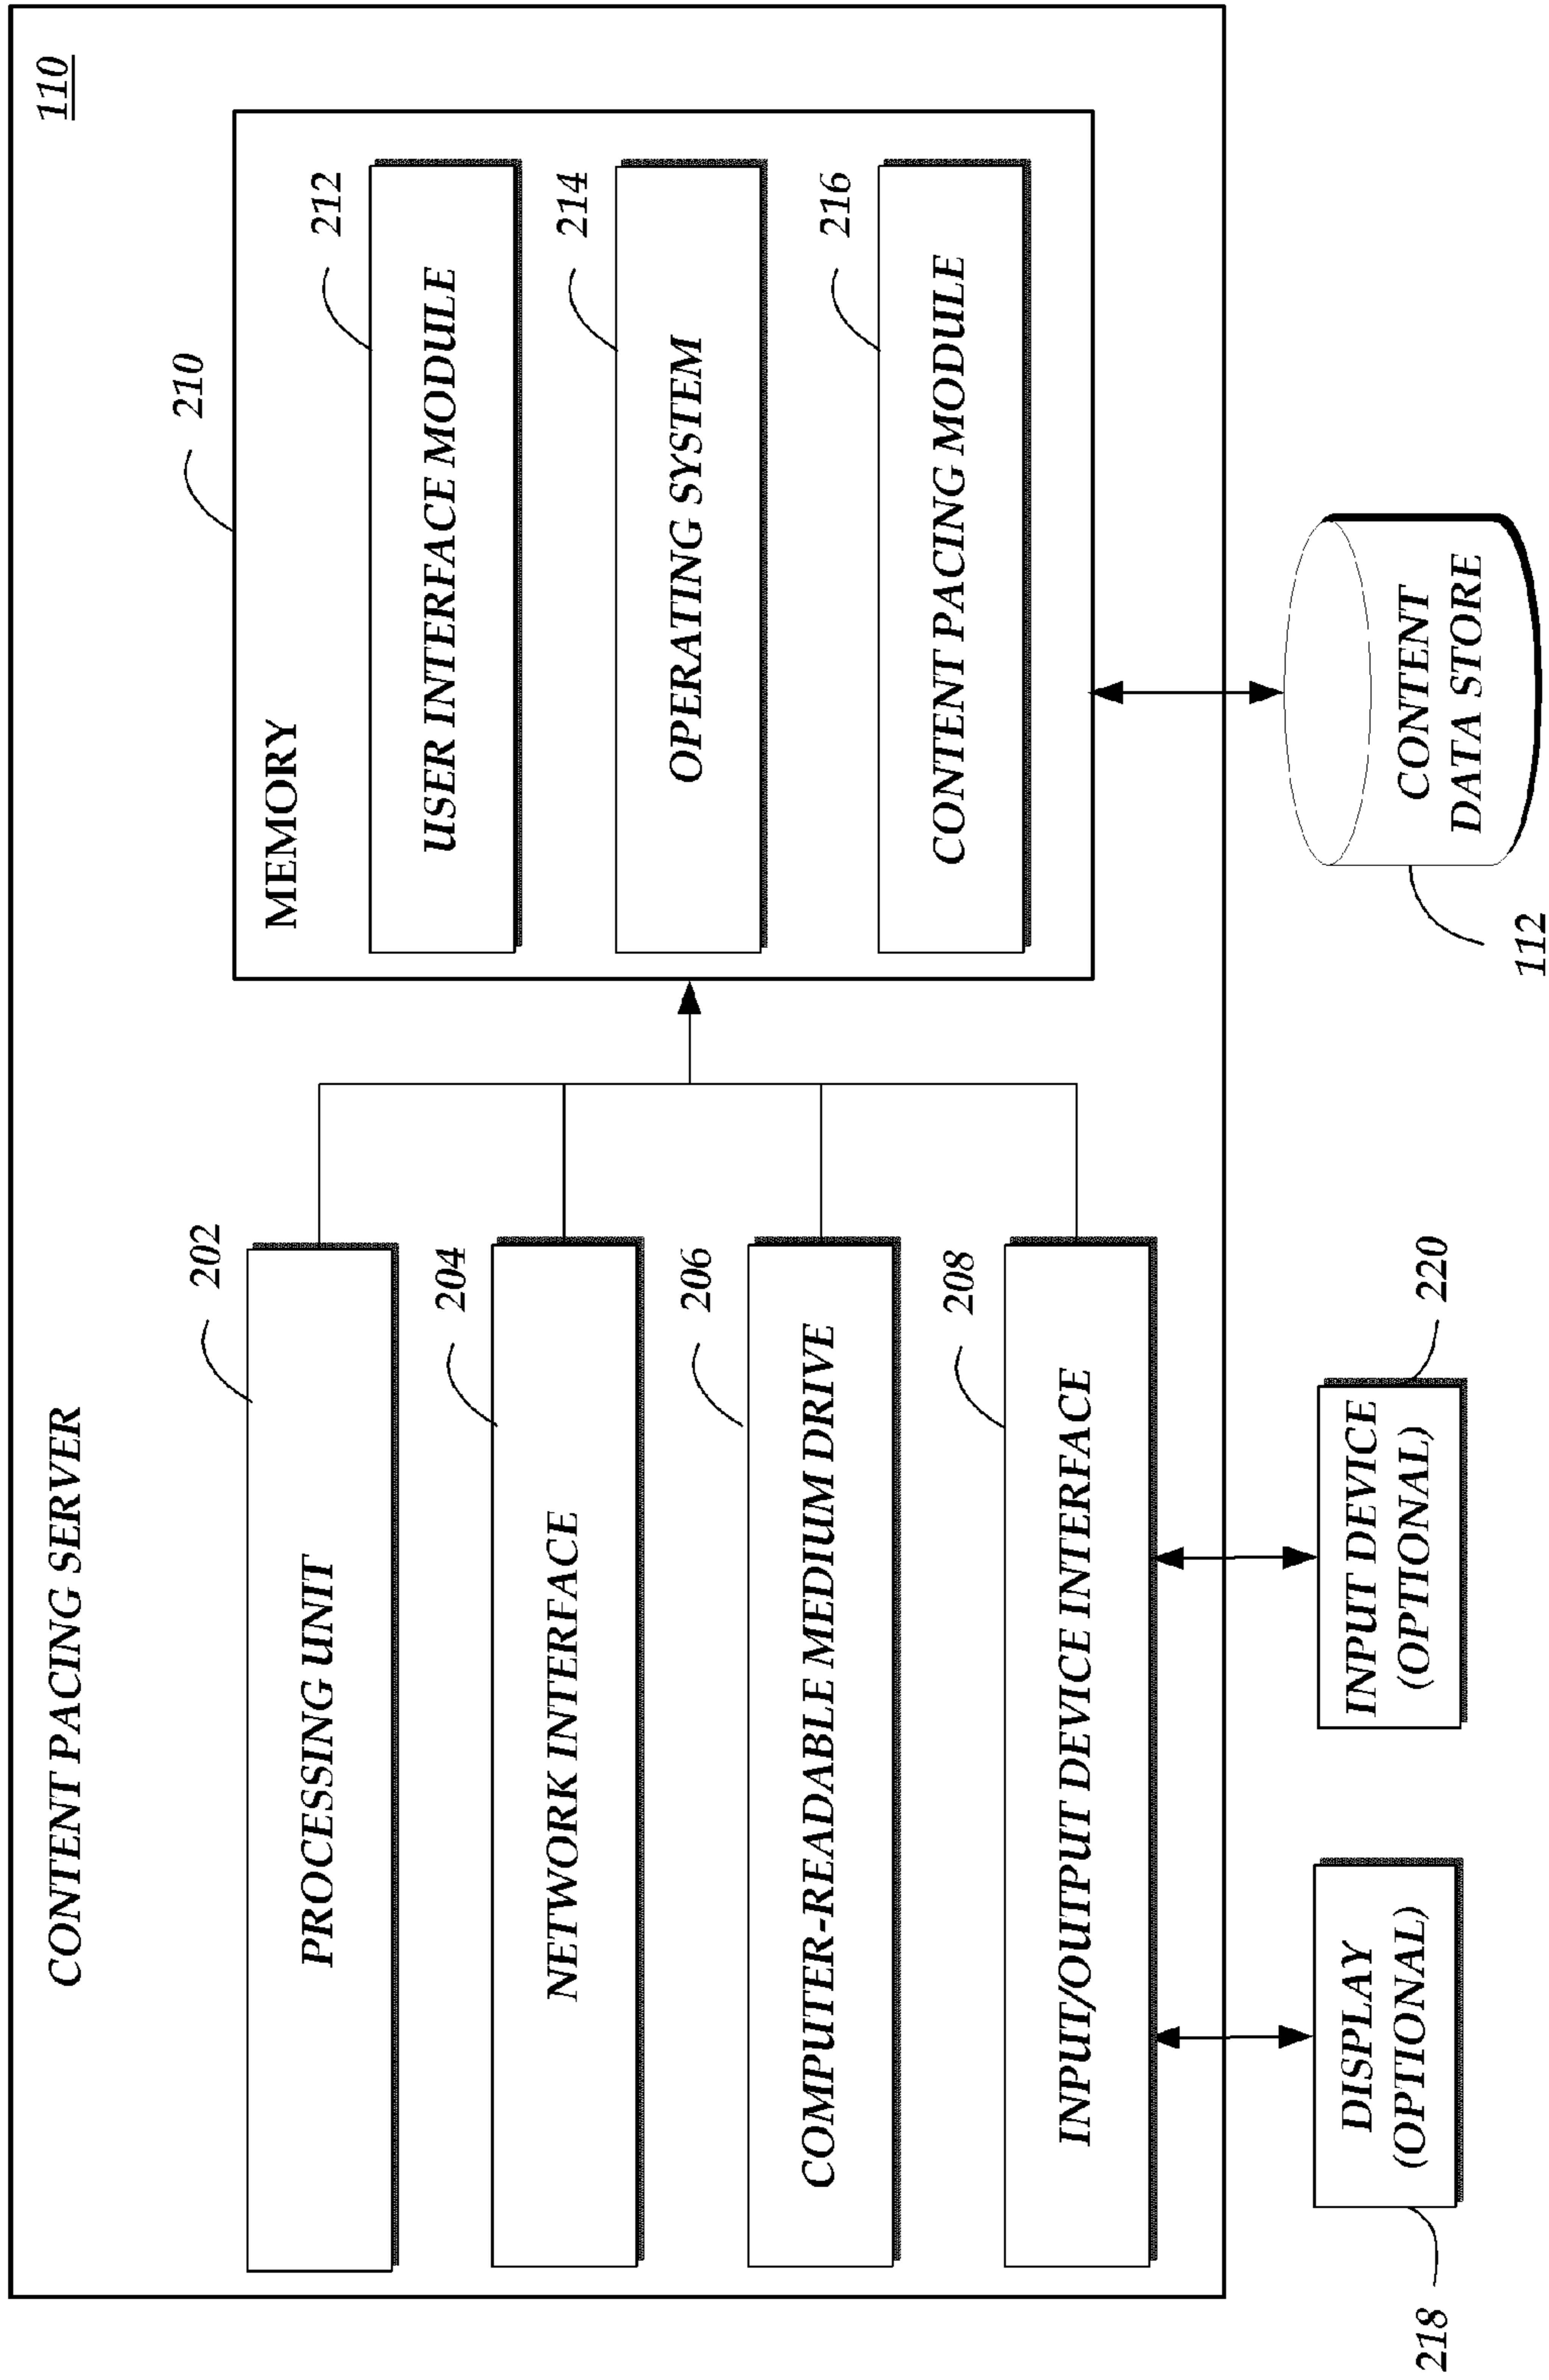 CONTENT PACING SERVER
110
202
PROCESSING UNIT
204
NETWORK INTERFACE
206
COMPUTER-READABLE MEDIUM DRIVE
208
INPUT/OUTPUT DEVICE INTERFACE
210
MEMORY
212
USER INTERFACE MODULE
214
OPERATING SYSTEM
216
CONTENT PACING MODULE
218
DISPLAY
(OPTIONAL)
INPUT DEVICE
(OPTIONAL)
220
112
CONTENT
DATA STORE